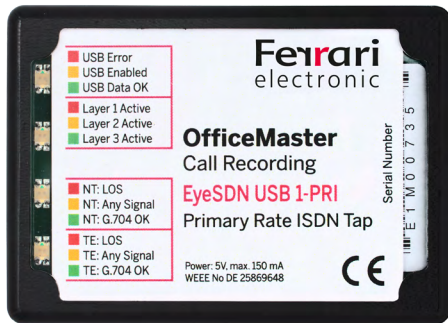 USB Error
USB Enabled
USB Data OK
Layer 1 Active
Layer 2 Active
Layer 3 Active
NT: LOS
NT: Any Signal
NT: G.704 OK
TE: LOS
TE: Any Signal
TE: G.704 OK
Ferrari
electronic
OfficeMaster
Call Recording
EyeSDN USB 1-PRI
Primary Rate ISDN Tap
Power: 5V, max. 150 mA
WEEE No DE 25869648
CE
Serial Number
E1M00735